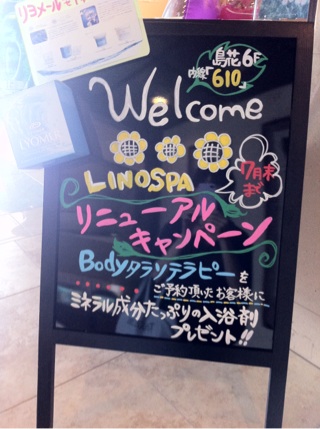 島花6F
内線「610」
Welcome
LINOSPA
7月末
まで
リニューアル
キャンペーン
Bodyタラソテラピーを
ご予約頂いたお客様に
ミネラル成分たっぷりの入浴剤
プレゼント!!